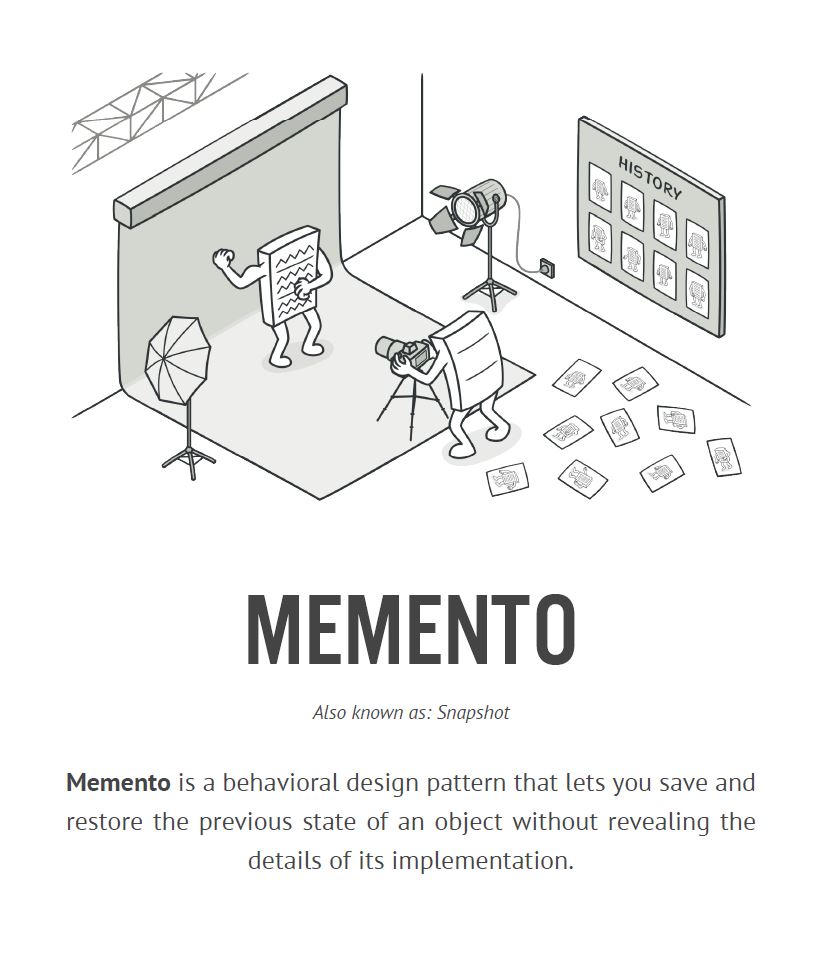 HISTORY
MEMENTO
Also known as: Snapshot
Memento is a behavioral design pattern that lets you save and
restore the previous state of an object without revealing the
details of its implementation.